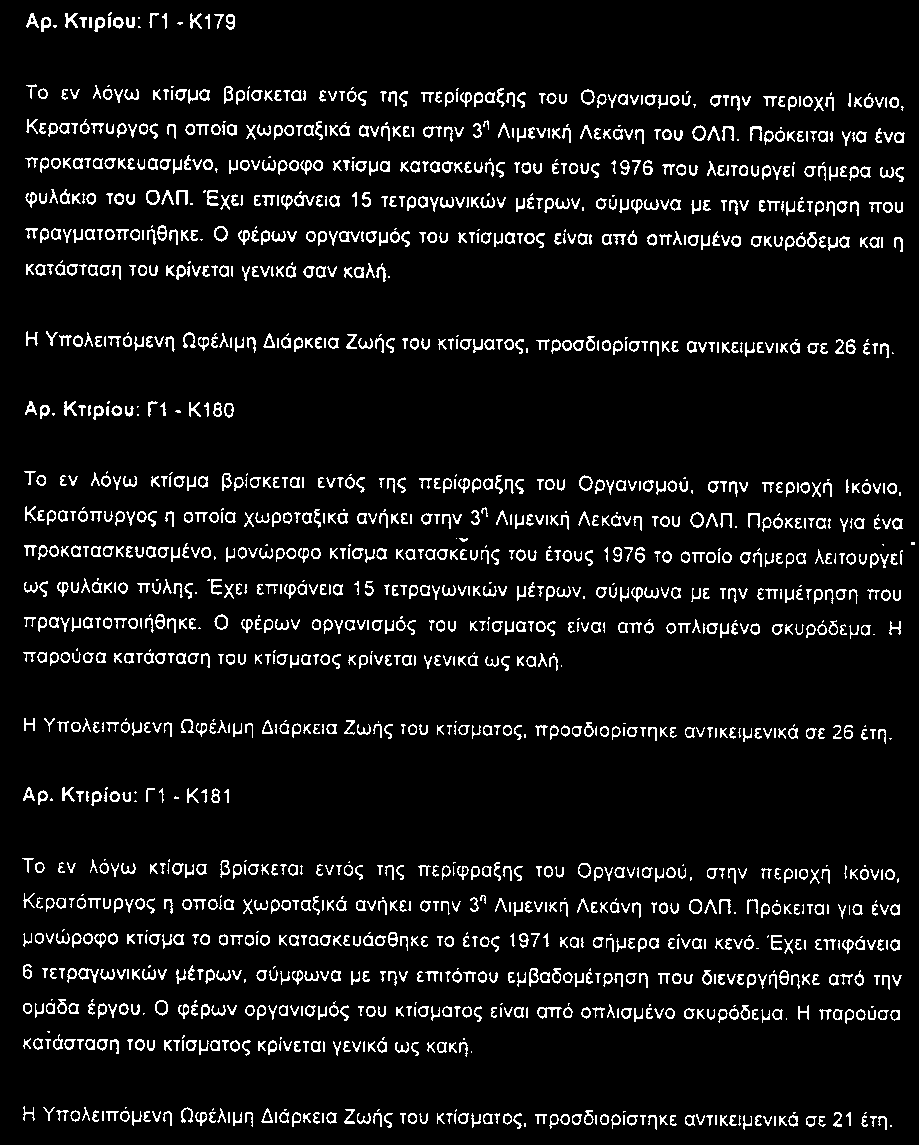 Αρ. Κτιρίου: Γ1 - Κ179
Το εν λόγω κτίσμα βρίσκεται εντός της περίφραξης του Οργανισμού, στην περιοχή Ικόνιο,
Κερατόπυργος η οποία χωροταξικά ανήκει στην 3η Λιμενική Λεκάνη του ΟΛΠ. Πρόκειται για ένα
προκατασκευασμένο, μονώροφο κτίσμα κατασκευής του έτους 1976 που λειτουργεί σήμερα ως
φυλάκιο του ΟΛΠ. Έχει επιφάνεια 15 τετραγωνικών μέτρων, σύμφωνα με την επιμέτρηση που
πραγματοποιήθηκε. Ο φέρων οργανισμός του κτίσματος είναι από οπλισμένο σκυρόδεμα και η
κατάσταση του κρίνεται γενικά σαν καλή.
Η Υπολειπόμενη Ωφέλιμη Διάρκεια Ζωής του κτίσματος, προσδιορίστηκε αντικειμενικά σε 26 έτη.
Αρ. Κτιρίου: Γ1 - Κ180
Το εν λόγω κτίσμα βρίσκεται εντός της περίφραξης του Οργανισμού, στην περιοχή Ικόνιο,
Κερατόπυργος η οποία χωροταξικά ανήκει στην 3η Λιμενική Λεκάνη του ΟΛΠ. Πρόκειται για ένα
προκατασκευασμένο, μονώροφο κτίσμα κατασκευής του έτους 1976 το οποίο σήμερα λειτουργεί
ως φυλάκιο πύλης. Έχει επιφάνεια 15 τετραγωνικών μέτρων, σύμφωνα με την επιμέτρηση που
πραγματοποιήθηκε. Ο φέρων οργανισμός του κτίσματος είναι από οπλισμένο σκυρόδεμα. Η
παρούσα κατάσταση του κτίσματος κρίνεται γενικά ως καλή.
Η Υπολειπόμενη Ωφέλιμη Διάρκεια Ζωής του κτίσματος, προσδιορίστηκε αντικειμενικά σε 26 έτη.
Αρ. Κτιρίου: Γ1 - Κ181
Το εν λόγω κτίσμα βρίσκεται εντός της περίφραξης του Οργανισμού, στην περιοχή Ικόνιο,
Κερατόπυργος η οποία χωροταξικά ανήκει στην 3η Λιμενική Λεκάνη του ΟΛΠ. Πρόκειται για ένα
μονώροφο κτίσμα το οποίο κατασκευάσθηκε το έτος 1971 και σήμερα είναι κενό. Έχει επιφάνεια
6 τετραγωνικών μέτρων, σύμφωνα με την επιτόπου εμβαδομέτρηση που διενεργήθηκε από την
ομάδα έργου. Ο φέρων οργανισμός του κτίσματος είναι από οπλισμένο σκυρόδεμα. Η παρούσα
κατάσταση του κτίσματος κρίνεται γενικά ως κακή.
Η Υπολειπόμενη Ωφέλιμη Διάρκεια Ζωής του κτίσματος, προσδιορίστηκε αντικειμενικά σε 21 έτη.